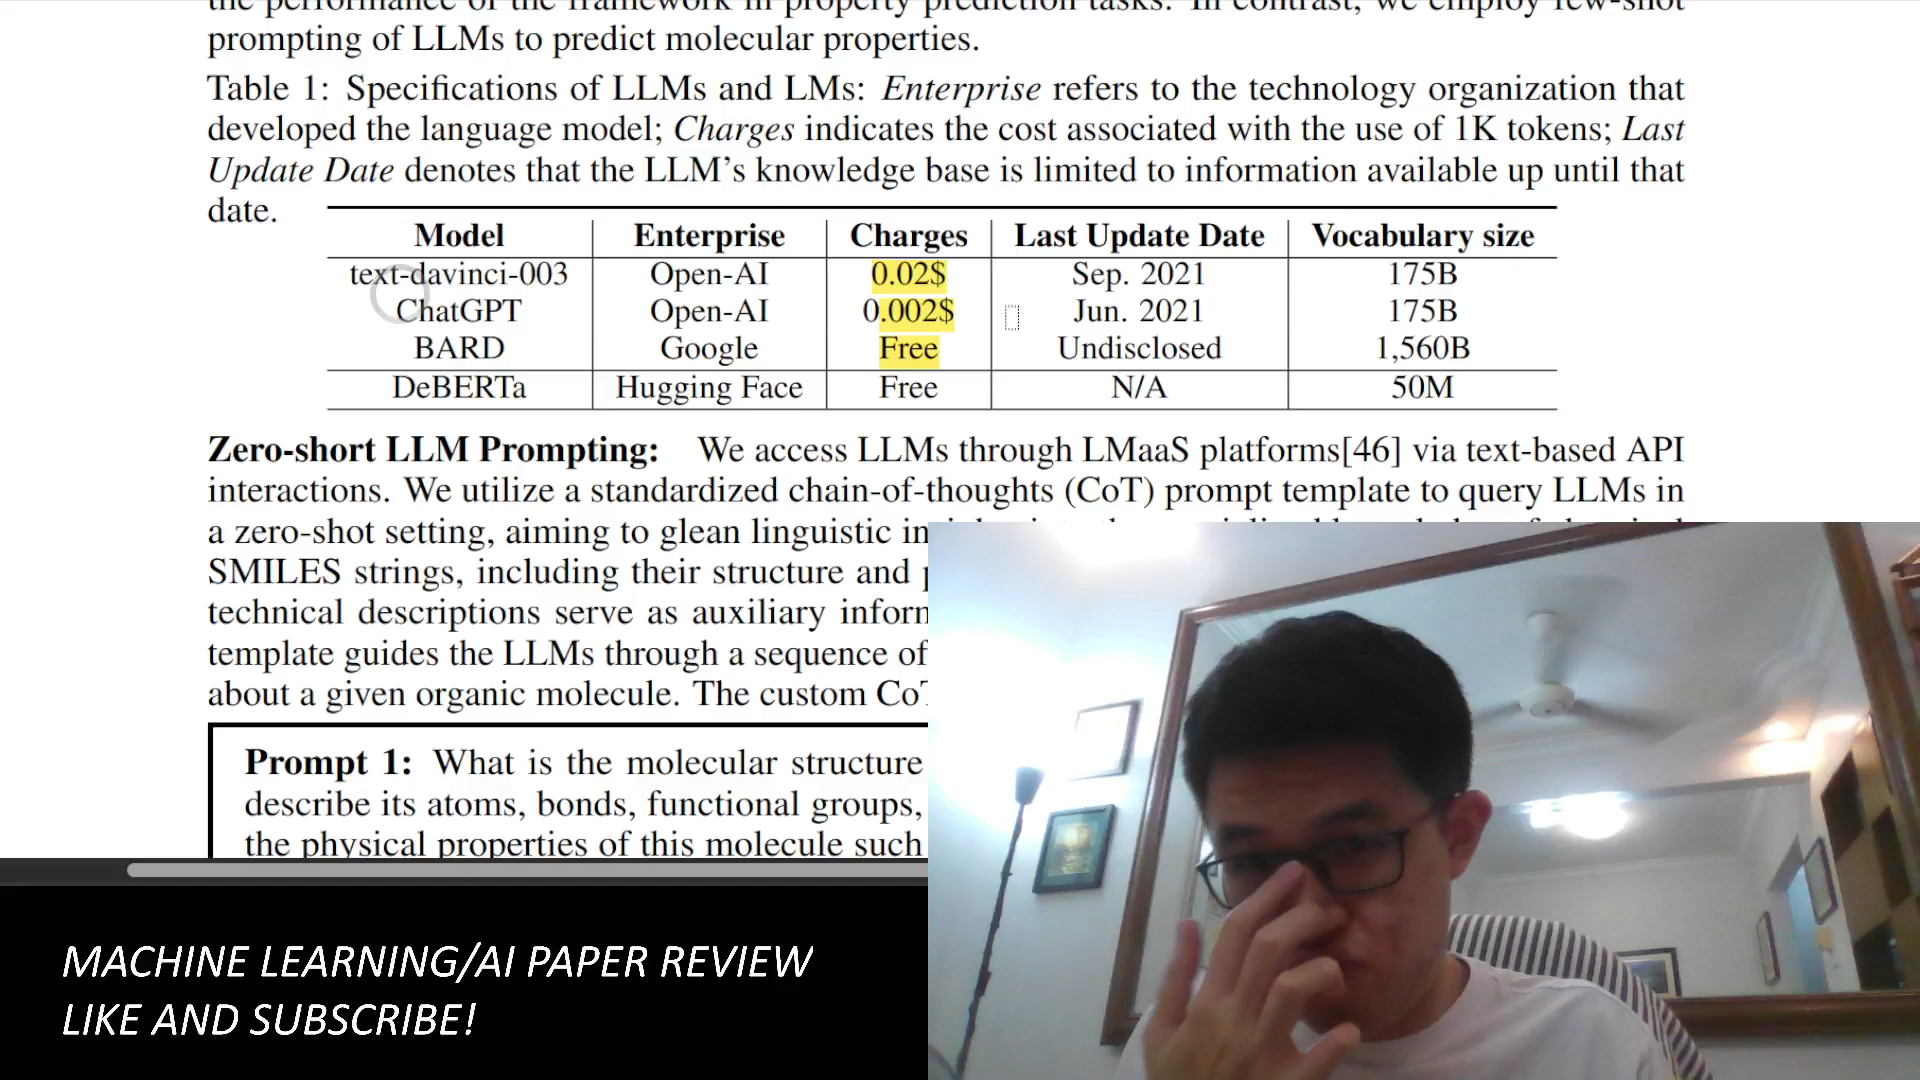 prompting of LLMs to predict molecular properties.
Table 1: Specifications of LLMs and LMs: Enterprise refers to the technology organization that
developed the language model; Charges indicates the cost associated with the use of 1K tokens; Last
Update Date denotes that the LLM's knowledge base is limited to information available up until that
date.
Model Enterprise Charges Last Update Date Vocabulary size
text-davinci-003 Open-AI 0.02$ Sep. 2021 175B
ChatGPT Open-AI 0.002$ Jun. 2021 175B
BARD Google Free Undisclosed 1,560B
DeBERTa Hugging Face Free N/A 50M
Zero-short LLM Prompting: We access LLMs through LMaaS platforms[46] via text-based API
interactions. We utilize a standardized chain-of-thoughts (CoT) prompt template to query LLMs in
a zero-shot setting, aiming to glean linguistic
SMILES strings, including their structure and
technical descriptions serve as auxiliary
template guides the LLMs through a sequence of
about a given organic molecule. The custom
Prompt 1: What is the molecular structure
describe its atoms, bonds, functional groups,
the physical properties of this molecule such
MACHINE LEARNING/AI PAPER REVIEW
LIKE AND SUBSCRIBE!